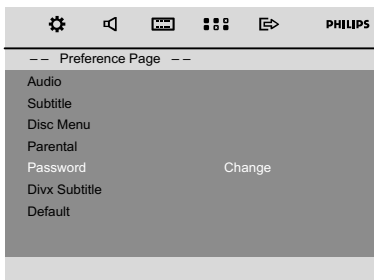 PHILIPS
-- Preference Page --
Audio
Subtitle
Disc Menu
Parental
Password Change
Divx Subtitle
Default